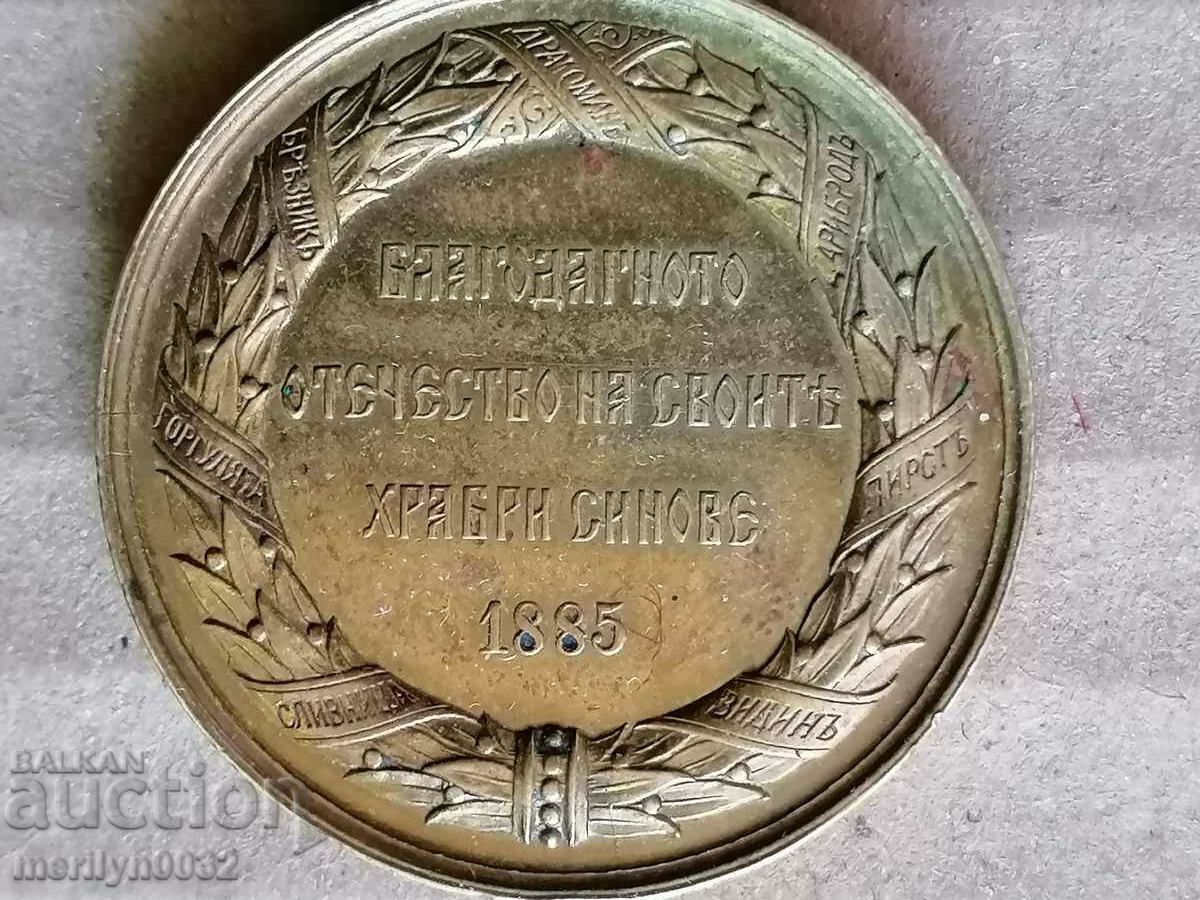 ДРАГОМАНЪ
БРѢЗНИКЪ
ЦАРИБРОДЪ
БЛАГОДАРНОТО
ОТЕЧЕСТВО НА СВОИТѢ
ХРАБРИ СИНОВЕ
1885
ГОРГУЛЯТА
ПИРОТЪ
СЛИВНИЦА
ВИДИНЪ
BALKAN
auction
merilyn0032